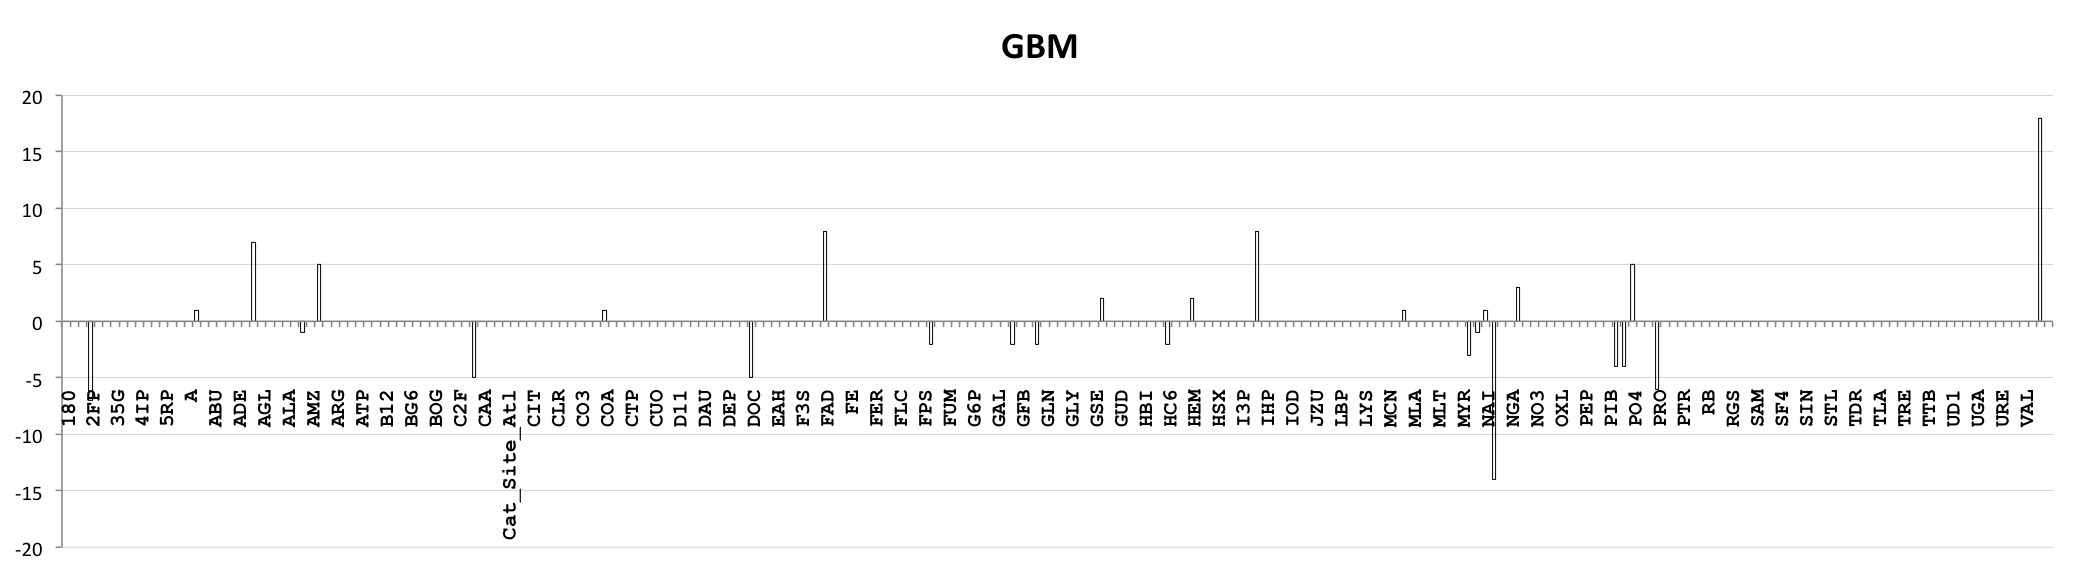 GBM
20
15
10
5
0
-5
-10
-15
-20
180
2FP
35G
4IP
5RP
A
ABU
ADE
AGL
ALA
AMZ
ARG
ATP
B12
BG6
BOG
C2F
CAA
Cat_Site_Atl
CIT
CLR
CO3
COA
CTP
CUO
D11
DAU
DEP
DOC
EAH
F3S
FAD
FE
FER
FLC
FPS
FUM
G6P
GAL
GFB
GLN
GLY
GSE
GUD
HBI
HC6
HEM
HSX
I3P
IHP
IOD
JZU
LBP
LYS
MCN
MLA
MLT
MYR
NAI
NGA
NO3
OXL
PEP
PIB
PO4
PRO
PTR
RB
RGS
SAM
SF4
SIN
STL
TDR
TLA
TRE
TTB
UD1
UGA
URE
VAL